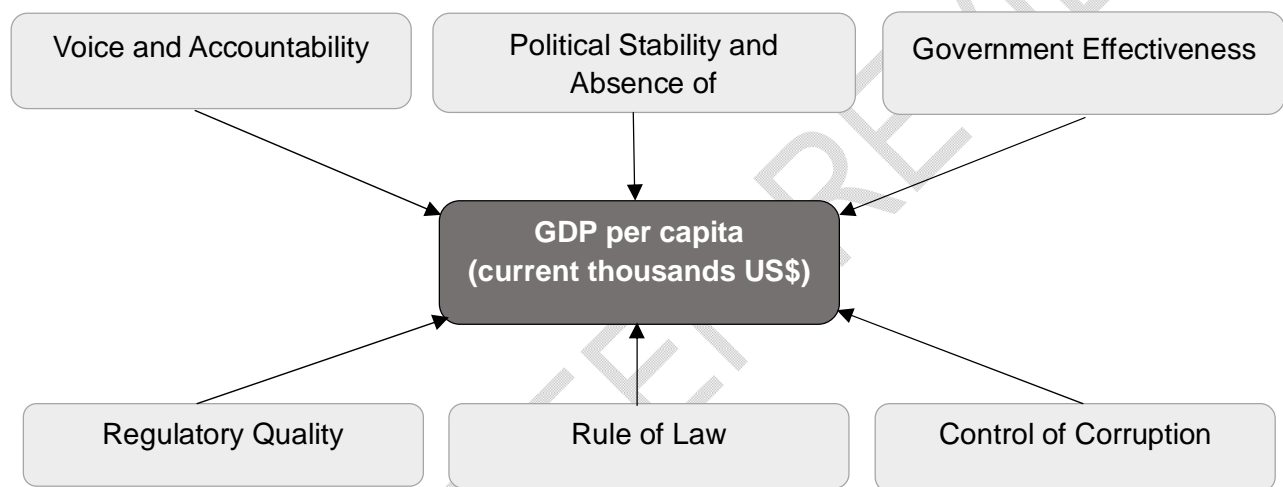 Voice and Accountability
Political Stability and
Absence of
Government Effectiveness
GDP per capita
(current thousands US$)
Regulatory Quality
Rule of Law
Control of Corruption